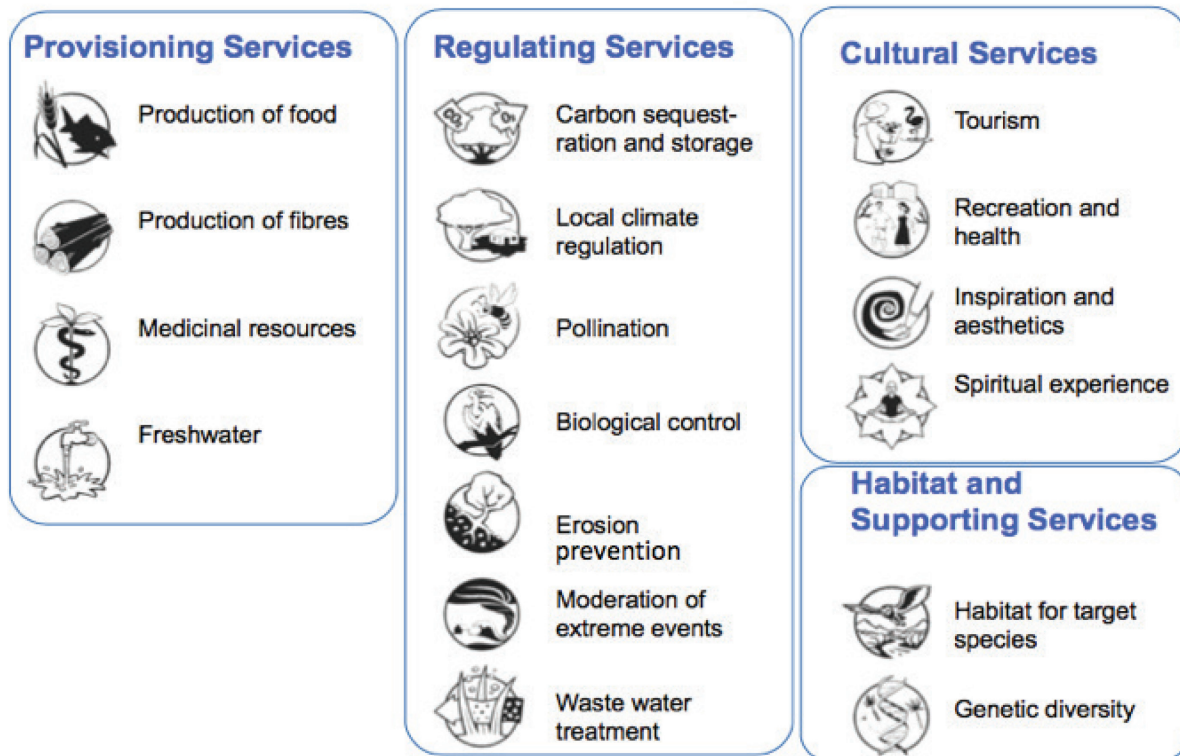 Provisioning Services
Production of food
Production of fibres
Medicinal resources
Freshwater
Regulating Services
Carbon sequest-
ration and storage
Local climate
regulation
Pollination
Biological control
Erosion
prevention
Moderation of
extreme events
Waste water
treatment
Cultural Services
Tourism
Recreation and
health
Inspiration and
aesthetics
Spiritual experience
Habitat and
Supporting Services
Habitat for target
species
Genetic diversity
CO₂
O₂